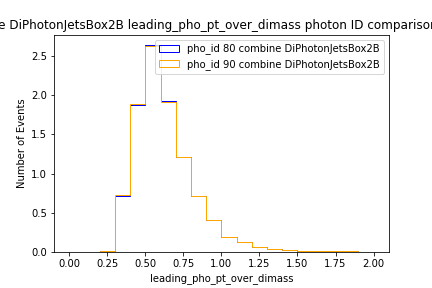 e DiPhotonJetsBox2B leading_pho_pt_over_dimass photon ID comparison
pho_id 80 combine DiPhotonJetsBox2B
pho_id 90 combine DiPhotonJetsBox2B
Number of Events
2.5
2.0
1.5
1.0
0.5
0.0
0.00 0.25 0.50 0.75 1.00 1.25 1.50 1.75 2.00
leading_pho_pt_over_dimass